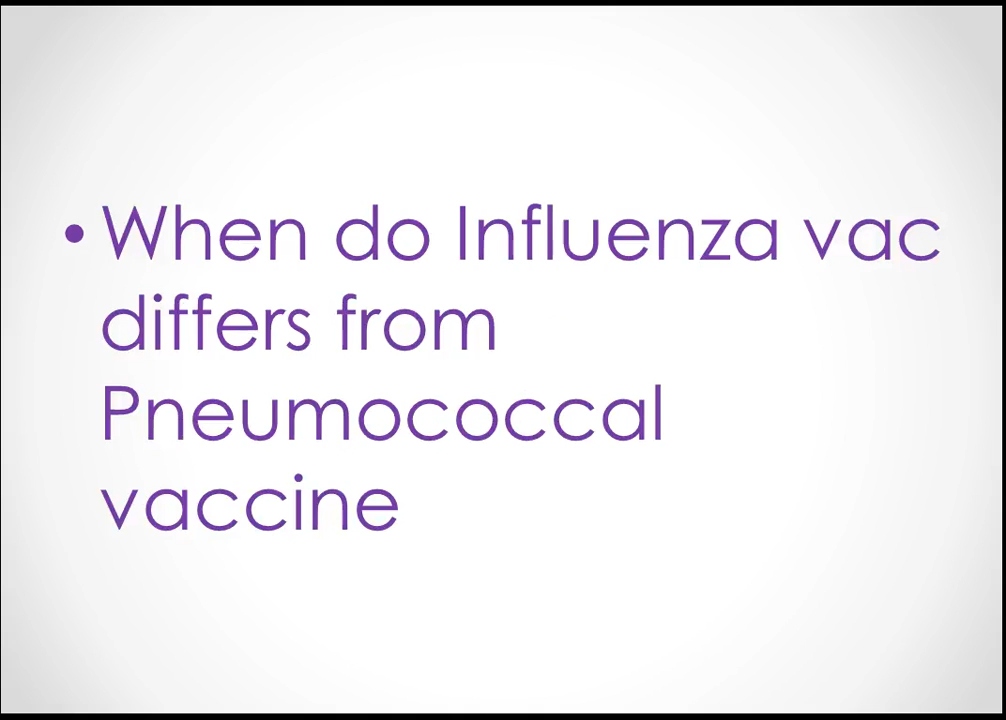 • When do Influenza vac
differs from
Pneumococcal
vaccine